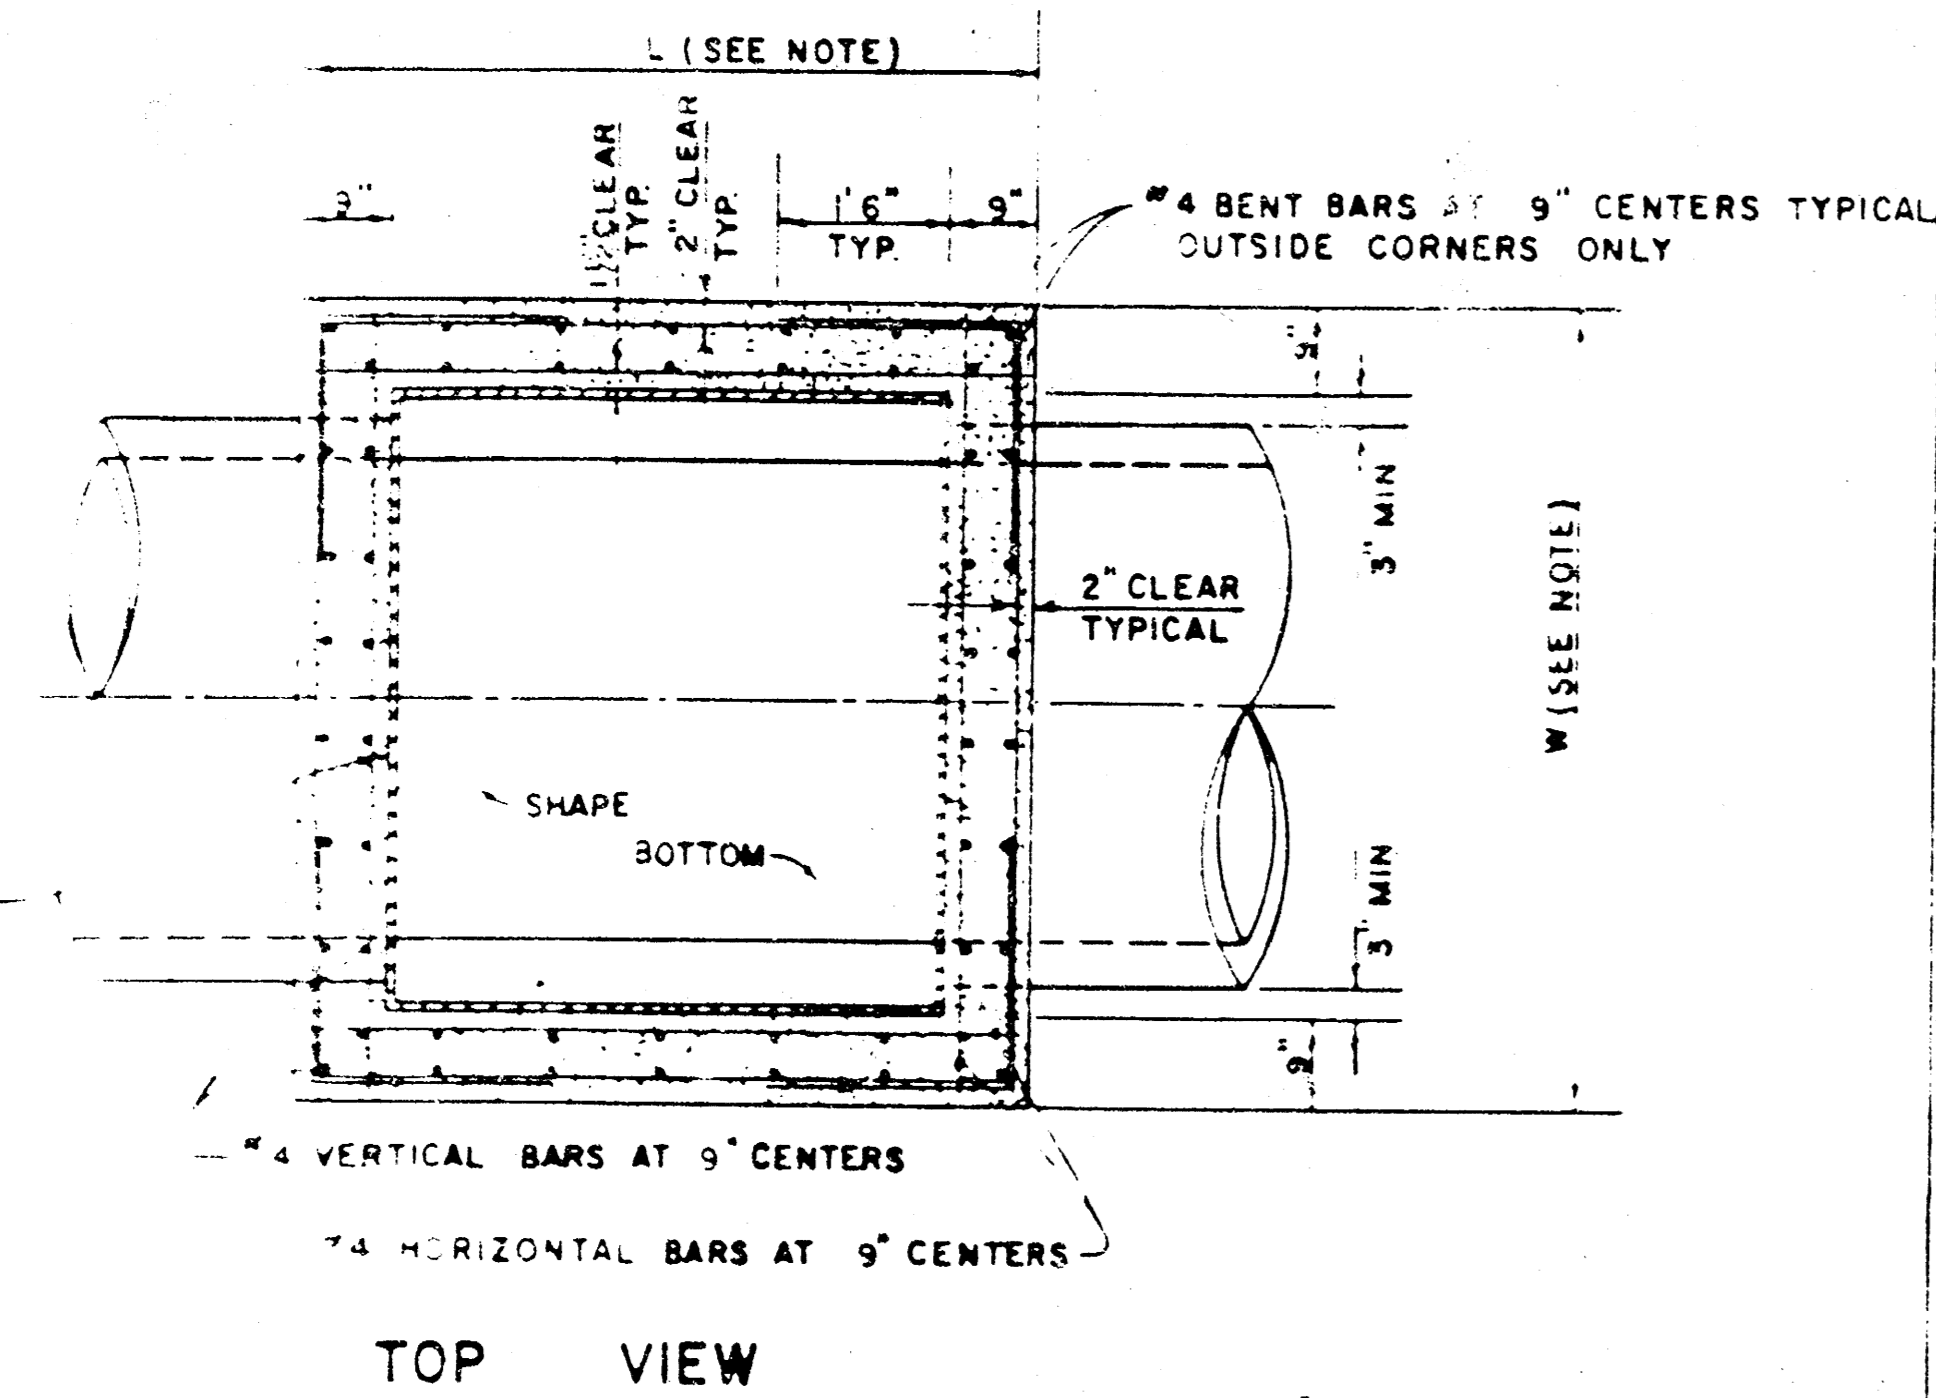 L (SEE NOTE)
1½" CLEAR
TYP.
2" CLEAR
TYP.
9"
1'6"
TYP.
9"
#4 BENT BARS AT 9" CENTERS TYPICAL
OUTSIDE CORNERS ONLY
9"
3" MIN
2" CLEAR
TYPICAL
W (SEE NOTE)
SHAPE
BOTTOM
3" MIN
9"
#4 VERTICAL BARS AT 9" CENTERS
#4 HORIZONTAL BARS AT 9" CENTERS
TOP VIEW